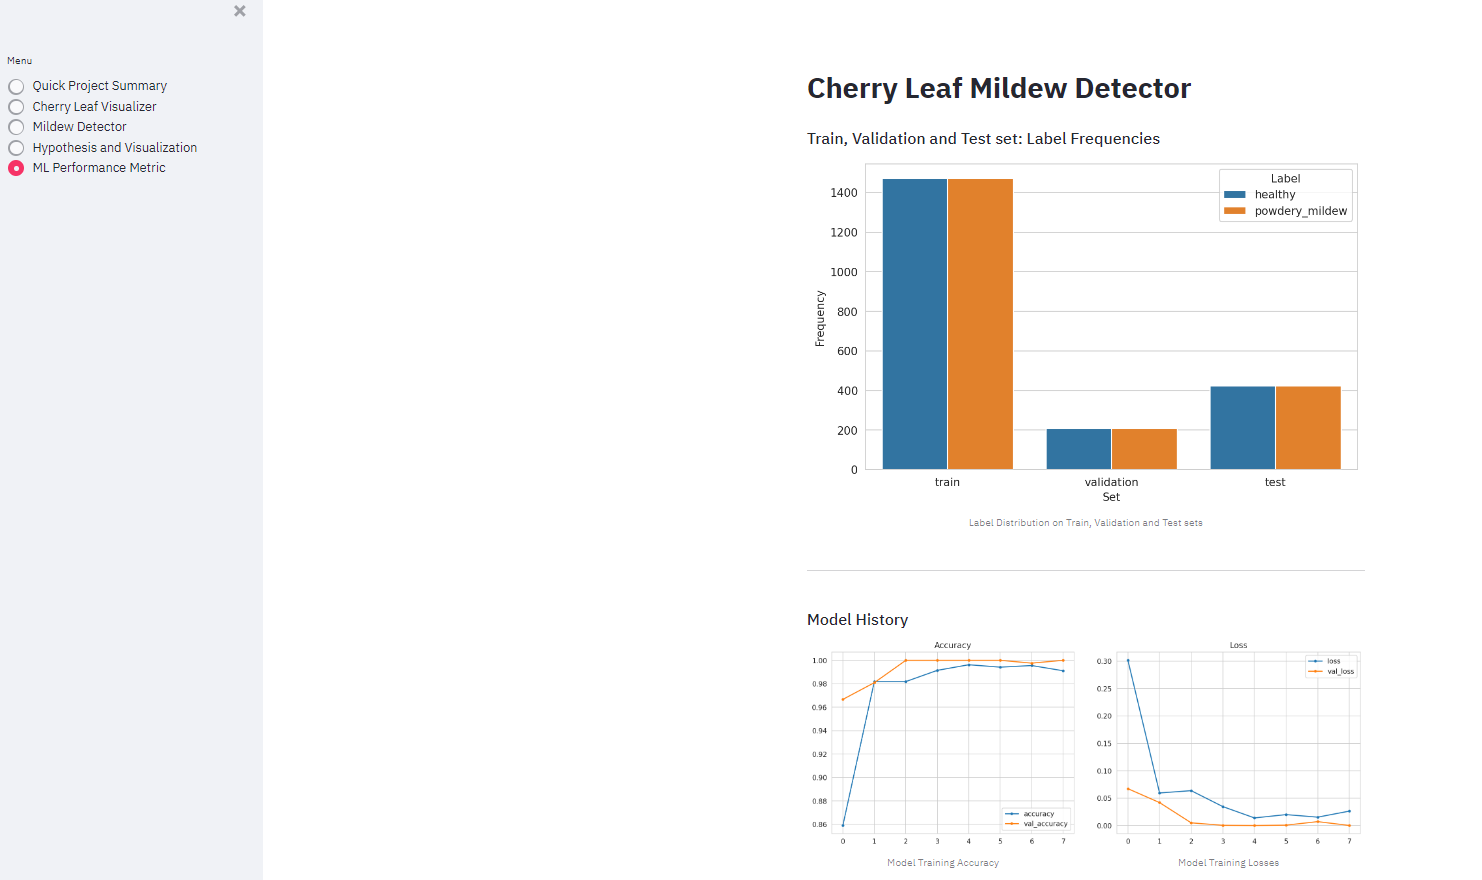 ×
Menu
Quick Project Summary
Cherry Leaf Visualizer
Mildew Detector
Hypothesis and Visualization
ML Performance Metric
Cherry Leaf Mildew Detector
Train, Validation and Test set: Label Frequencies
Label
healthy
powdery_mildew
1400
1200
1000
800
600
400
200
0
Frequency
train validation test
Set
Label Distribution on Train, Validation and Test sets
Model History
Accuracy
1.00
0.98
0.96
0.94
0.92
0.90
0.88
0.86
accuracy
val_accuracy
0 1 2 3 4 5 6 7
Model Training Accuracy
Loss
loss
val_loss
0.30
0.25
0.20
0.15
0.10
0.05
0.00
0 1 2 3 4 5 6 7
Model Training Losses